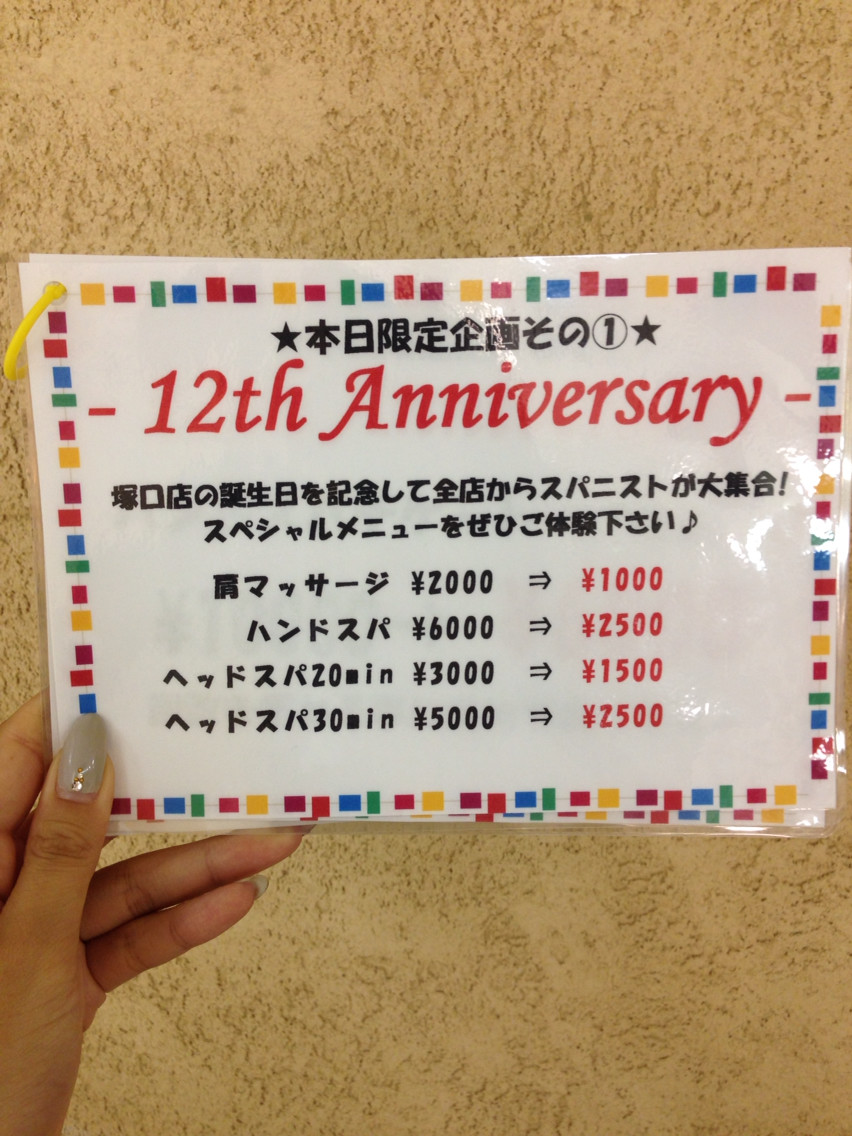 ★本日限定企画その①★
- 12th Anniversary -
塚口店の誕生日を記念して全店からスパニストが大集合!
スペシャルメニューをぜひご体験下さい♪
肩マッサージ ¥2000 ⇒ ¥1000
ハンドスパ ¥6000 ⇒ ¥2500
ヘッドスパ20min ¥3000 ⇒ ¥1500
ヘッドスパ30min ¥5000 ⇒ ¥2500